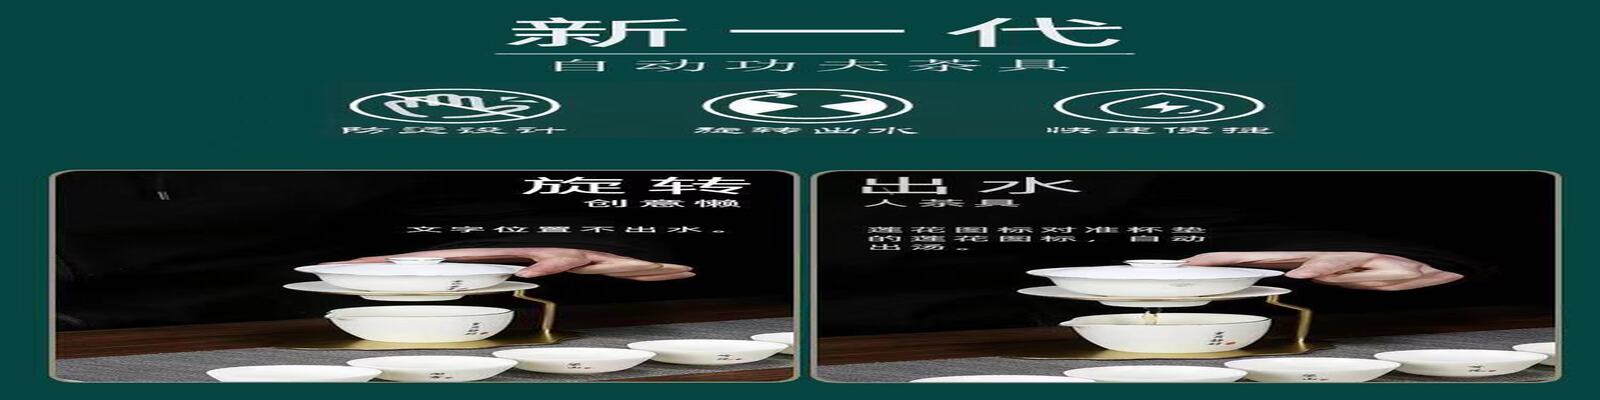 新一代
自动功夫茶具
防烫设计
旋转出水
快速便捷
旋转
创意懒
文字位置不出水。
出水
人茶具
莲花图标对准杯垫
的莲花图标，自动
出汤。